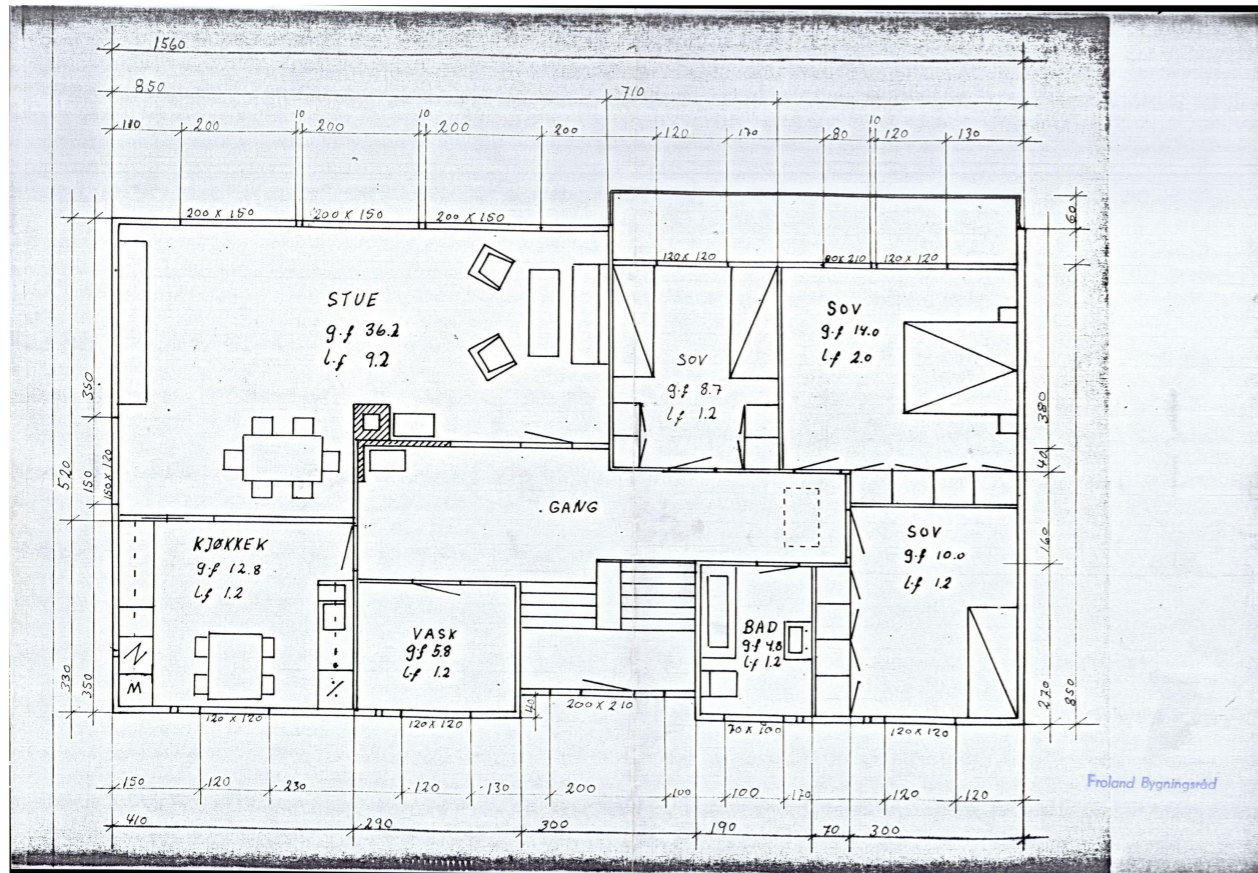 1560
850
710
180 200 10 200 10 200 200 120 170 80 10 120 130
200 x 150
200 x 150
200 x 150
60
120 x 120
80 x 210
120 x 120
STUE
g.f 36.2
l.f 9.2
SOV
g.f 14.0
l.f 2.0
SOV
g.f 8.7
l.f 1.2
350
380
520
150
150 x 120
40
GANG
KJØKKEK
g.f 12.8
l.f 1.2
SOV
g.f 10.0
l.f 1.2
160
VASK
g.f 5.8
l.f 1.2
BAD
g.f 4.8
l.f 1.2
330
350
W
40
270
850
120 x 120
120 x 120
200 x 210
70 x 100
120 x 120
Froland Bygningsråd
150 120 230 120 130 200 100 100 170 120 120
410 290 300 190 70 300